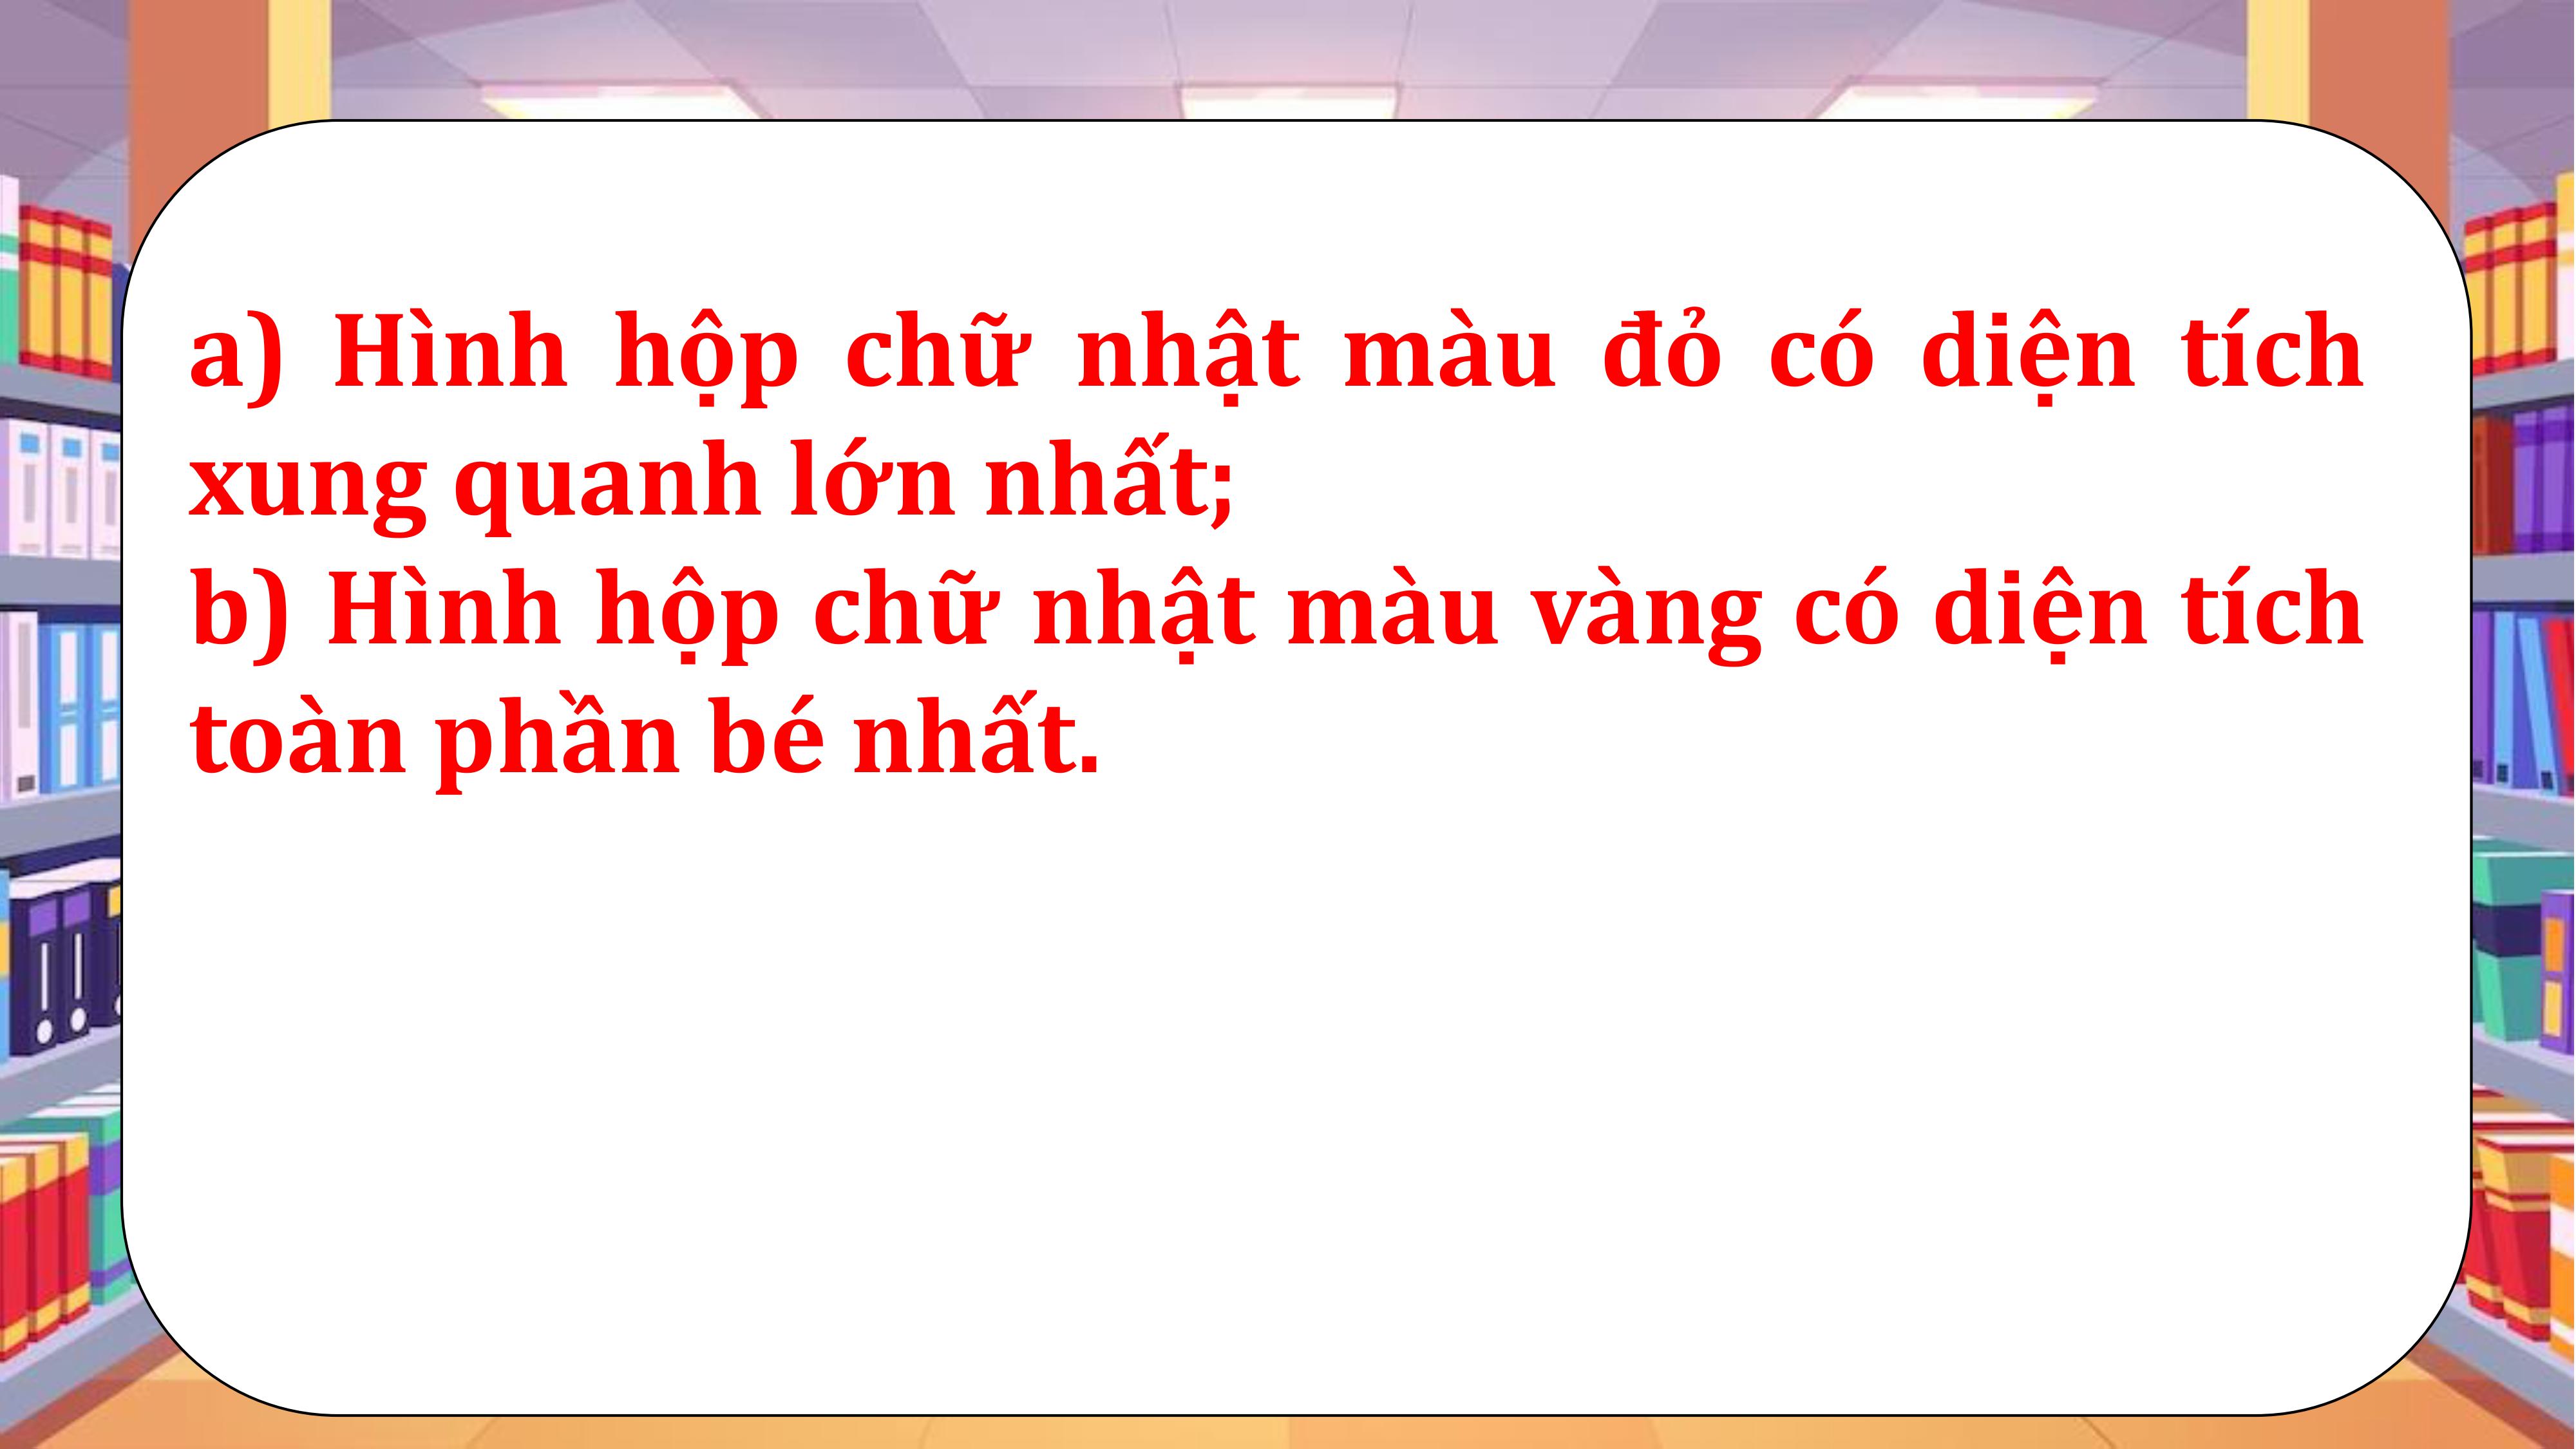 a) Hình hộp chữ nhật màu đỏ có diện tích
xung quanh lớn nhất;
b) Hình hộp chữ nhật màu vàng có diện tích
toàn phần bé nhất.